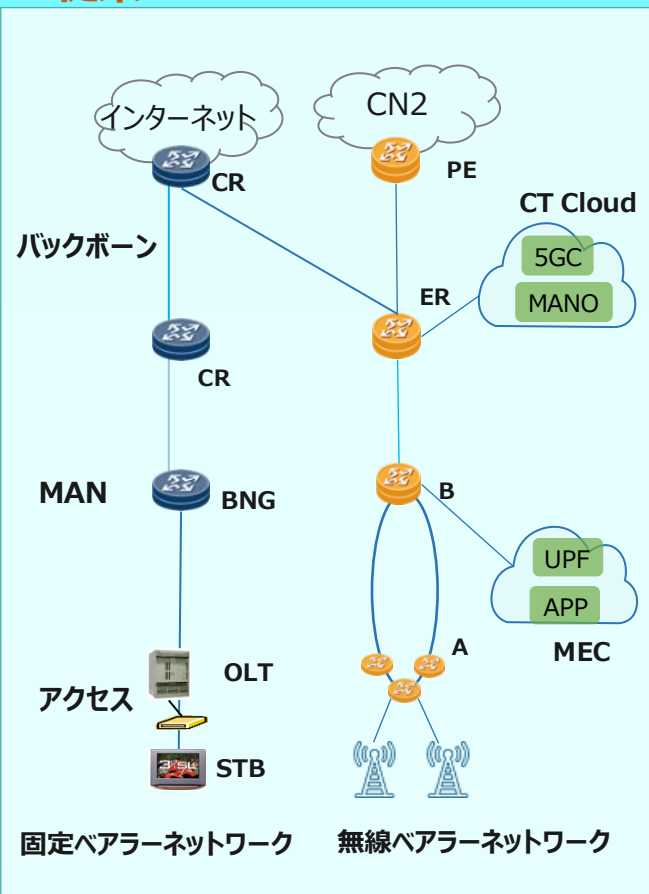 インターネット
CN2
CR
PE
CT Cloud
バックボーン
5GC
MANO
ER
CR
MAN
BNG
B
UPF
APP
MEC
A
OLT
アクセス
STB
固定ベアラーネットワーク
無線ベアラーネットワーク